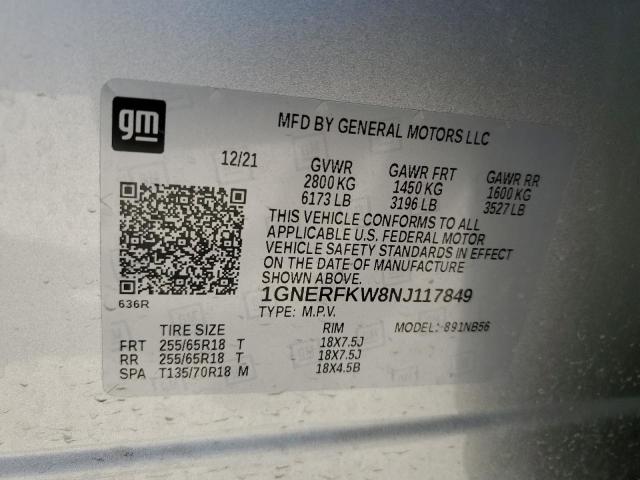 gm
MFD BY GENERAL MOTORS LLC
12/21 GVWR GAWR FRT GAWR RR
2800 KG 1450 KG 1600 KG
6173 LB 3196 LB 3527 LB
THIS VEHICLE CONFORMS TO ALL
APPLICABLE U.S. FEDERAL MOTOR
VEHICLE SAFETY STANDARDS IN EFFECT
ON THE DATE OF MANUFACTURE
SHOWN ABOVE.
636R
1GNERFKW8NJ117849
TYPE: M.P.V. MODEL: 891NB56
TIRE SIZE RIM
FRT 255/65R18 T 18X7.5J
RR 255/65R18 T 18X7.5J
SPA T135/70R18 M 18X4.5B